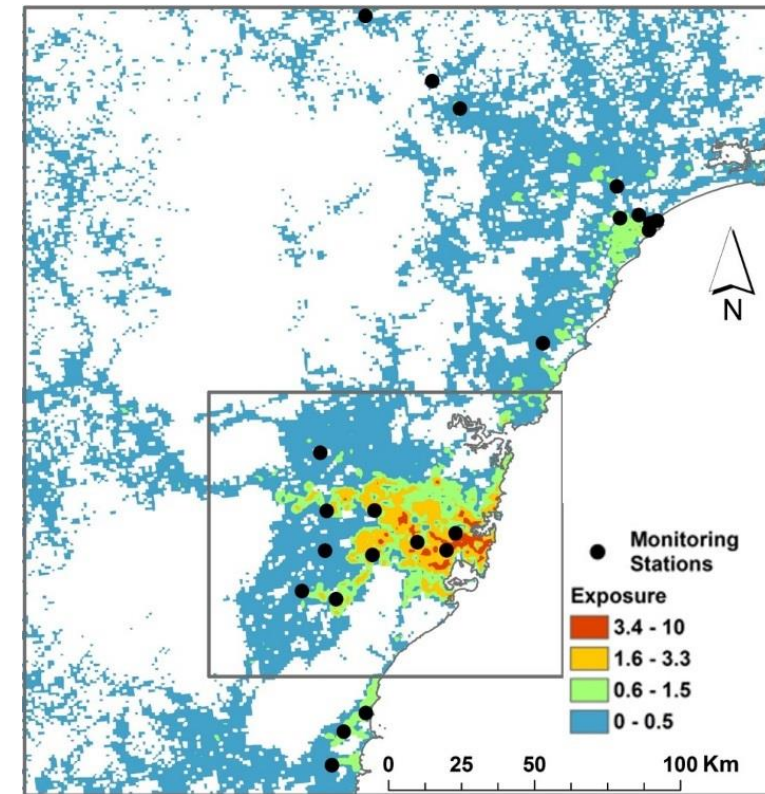 N
Monitoring
Stations
Exposure
3.4 - 10
1.6 - 3.3
0.6 - 1.5
0 - 0.5
0 25 50 100 Km